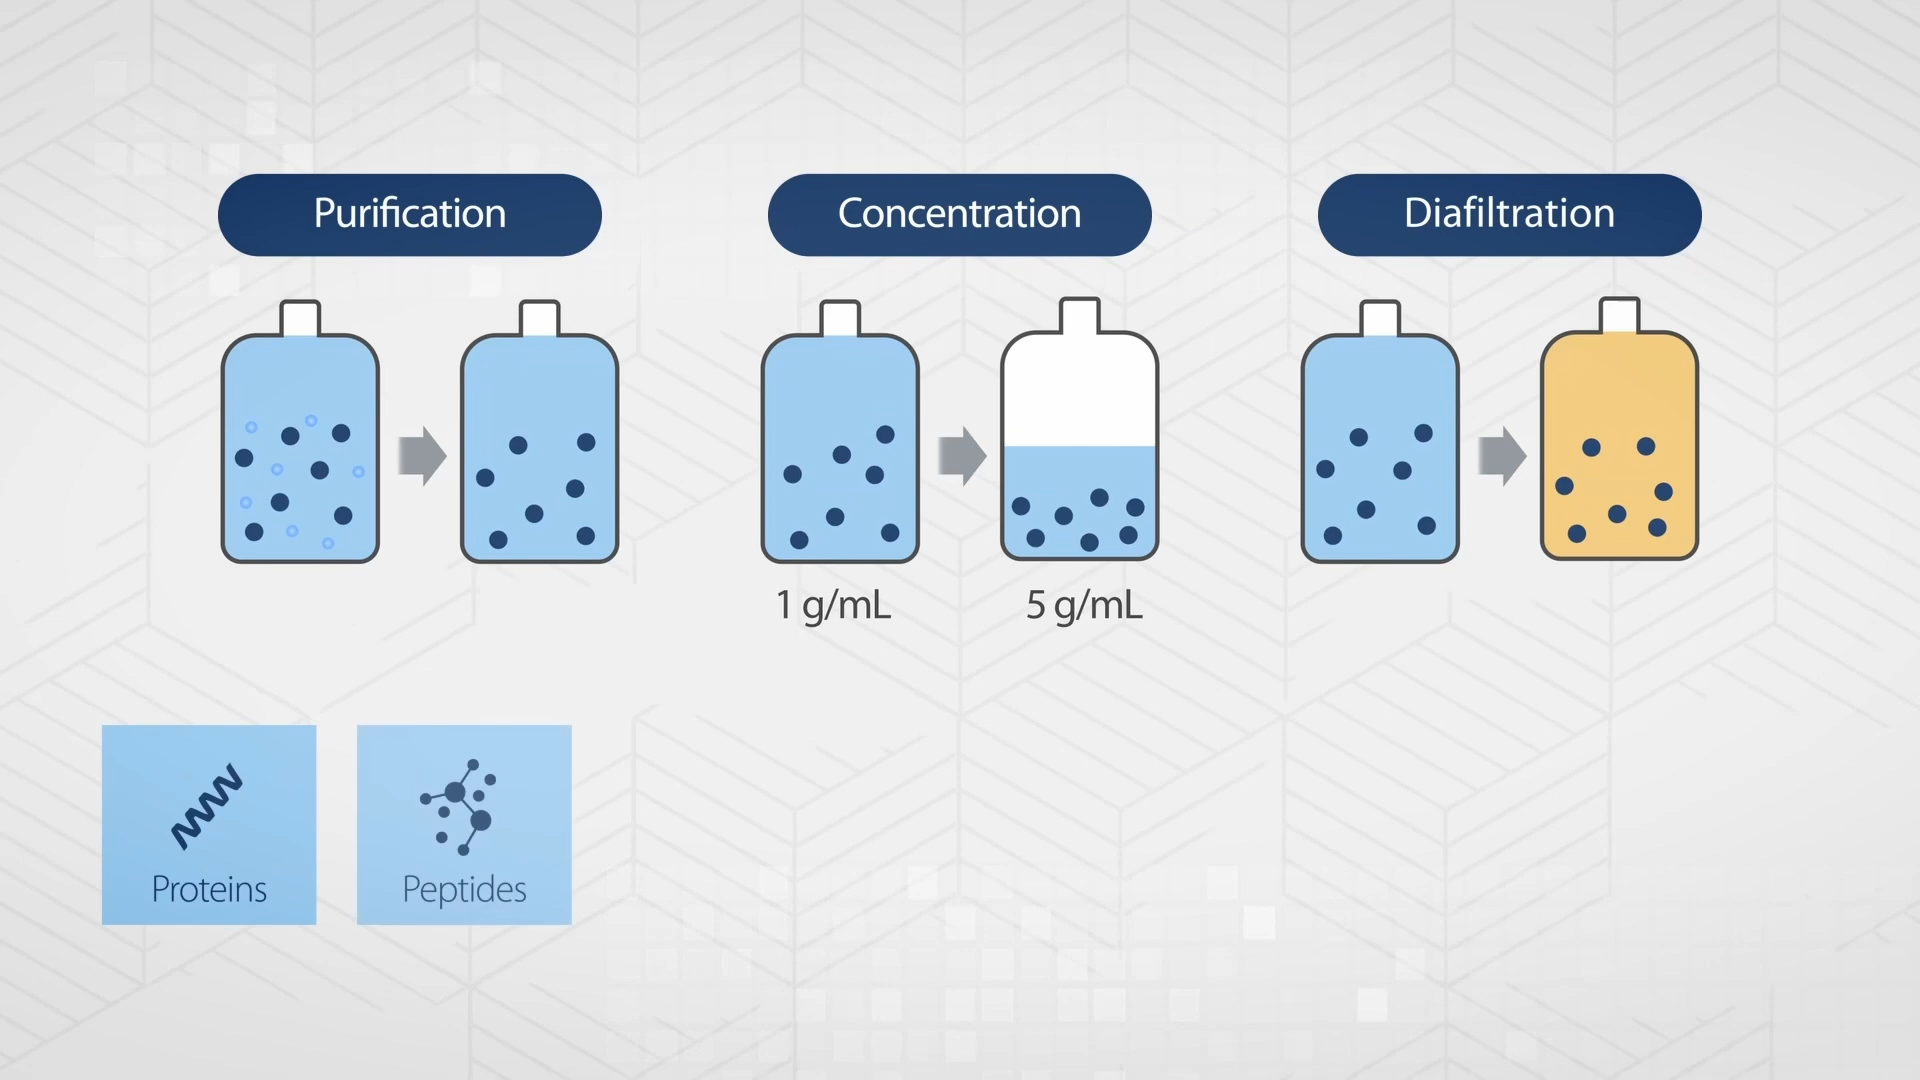 Purification
Concentration
Diafiltration
1 g/mL
5 g/mL
Proteins
Peptides